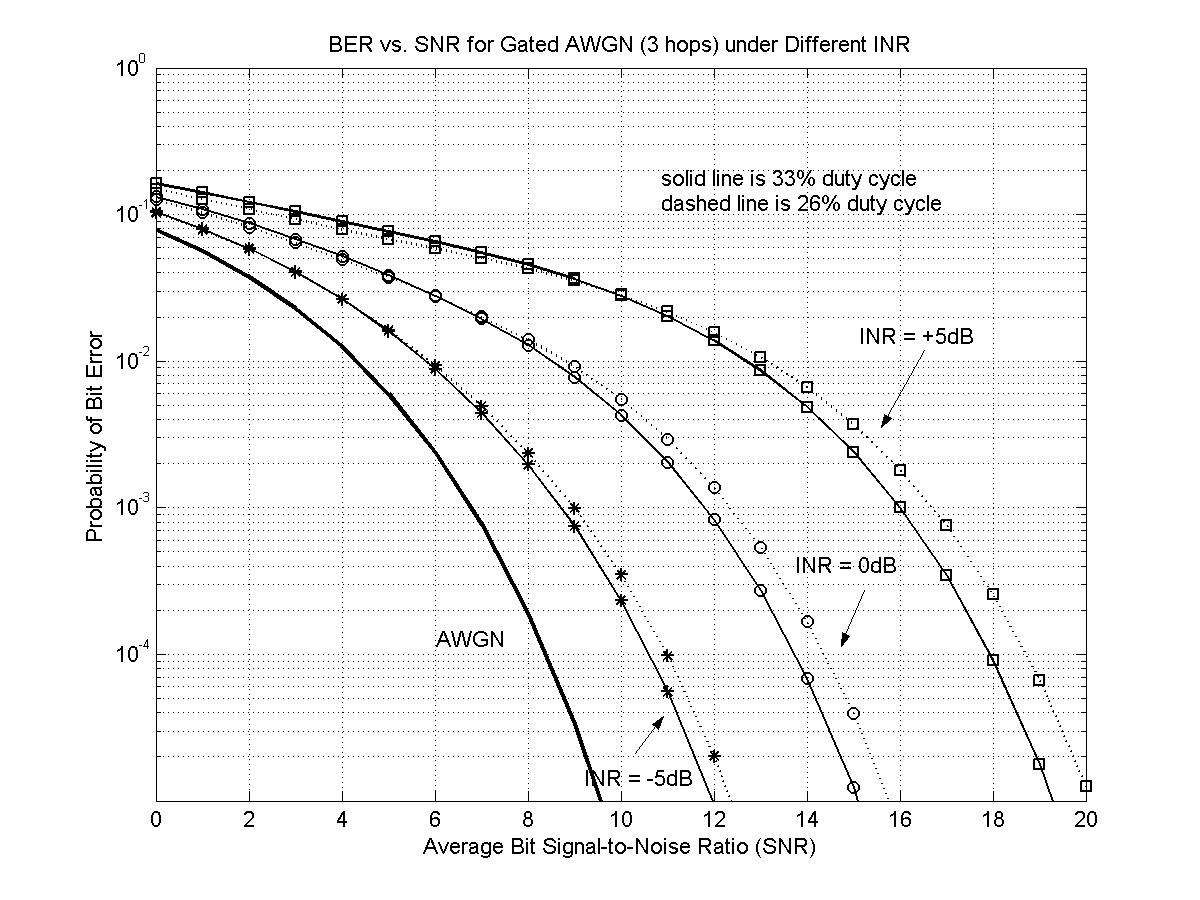 BER vs. SNR for Gated AWGN (3 hops) under Different INR
10^0
solid line is 33% duty cycle
dashed line is 26% duty cycle
10^-1
INR = +5dB
10^-2
Probability of Bit Error
10^-3
INR = 0dB
AWGN
10^-4
INR = -5dB
0 2 4 6 8 10 12 14 16 18 20
Average Bit Signal-to-Noise Ratio (SNR)